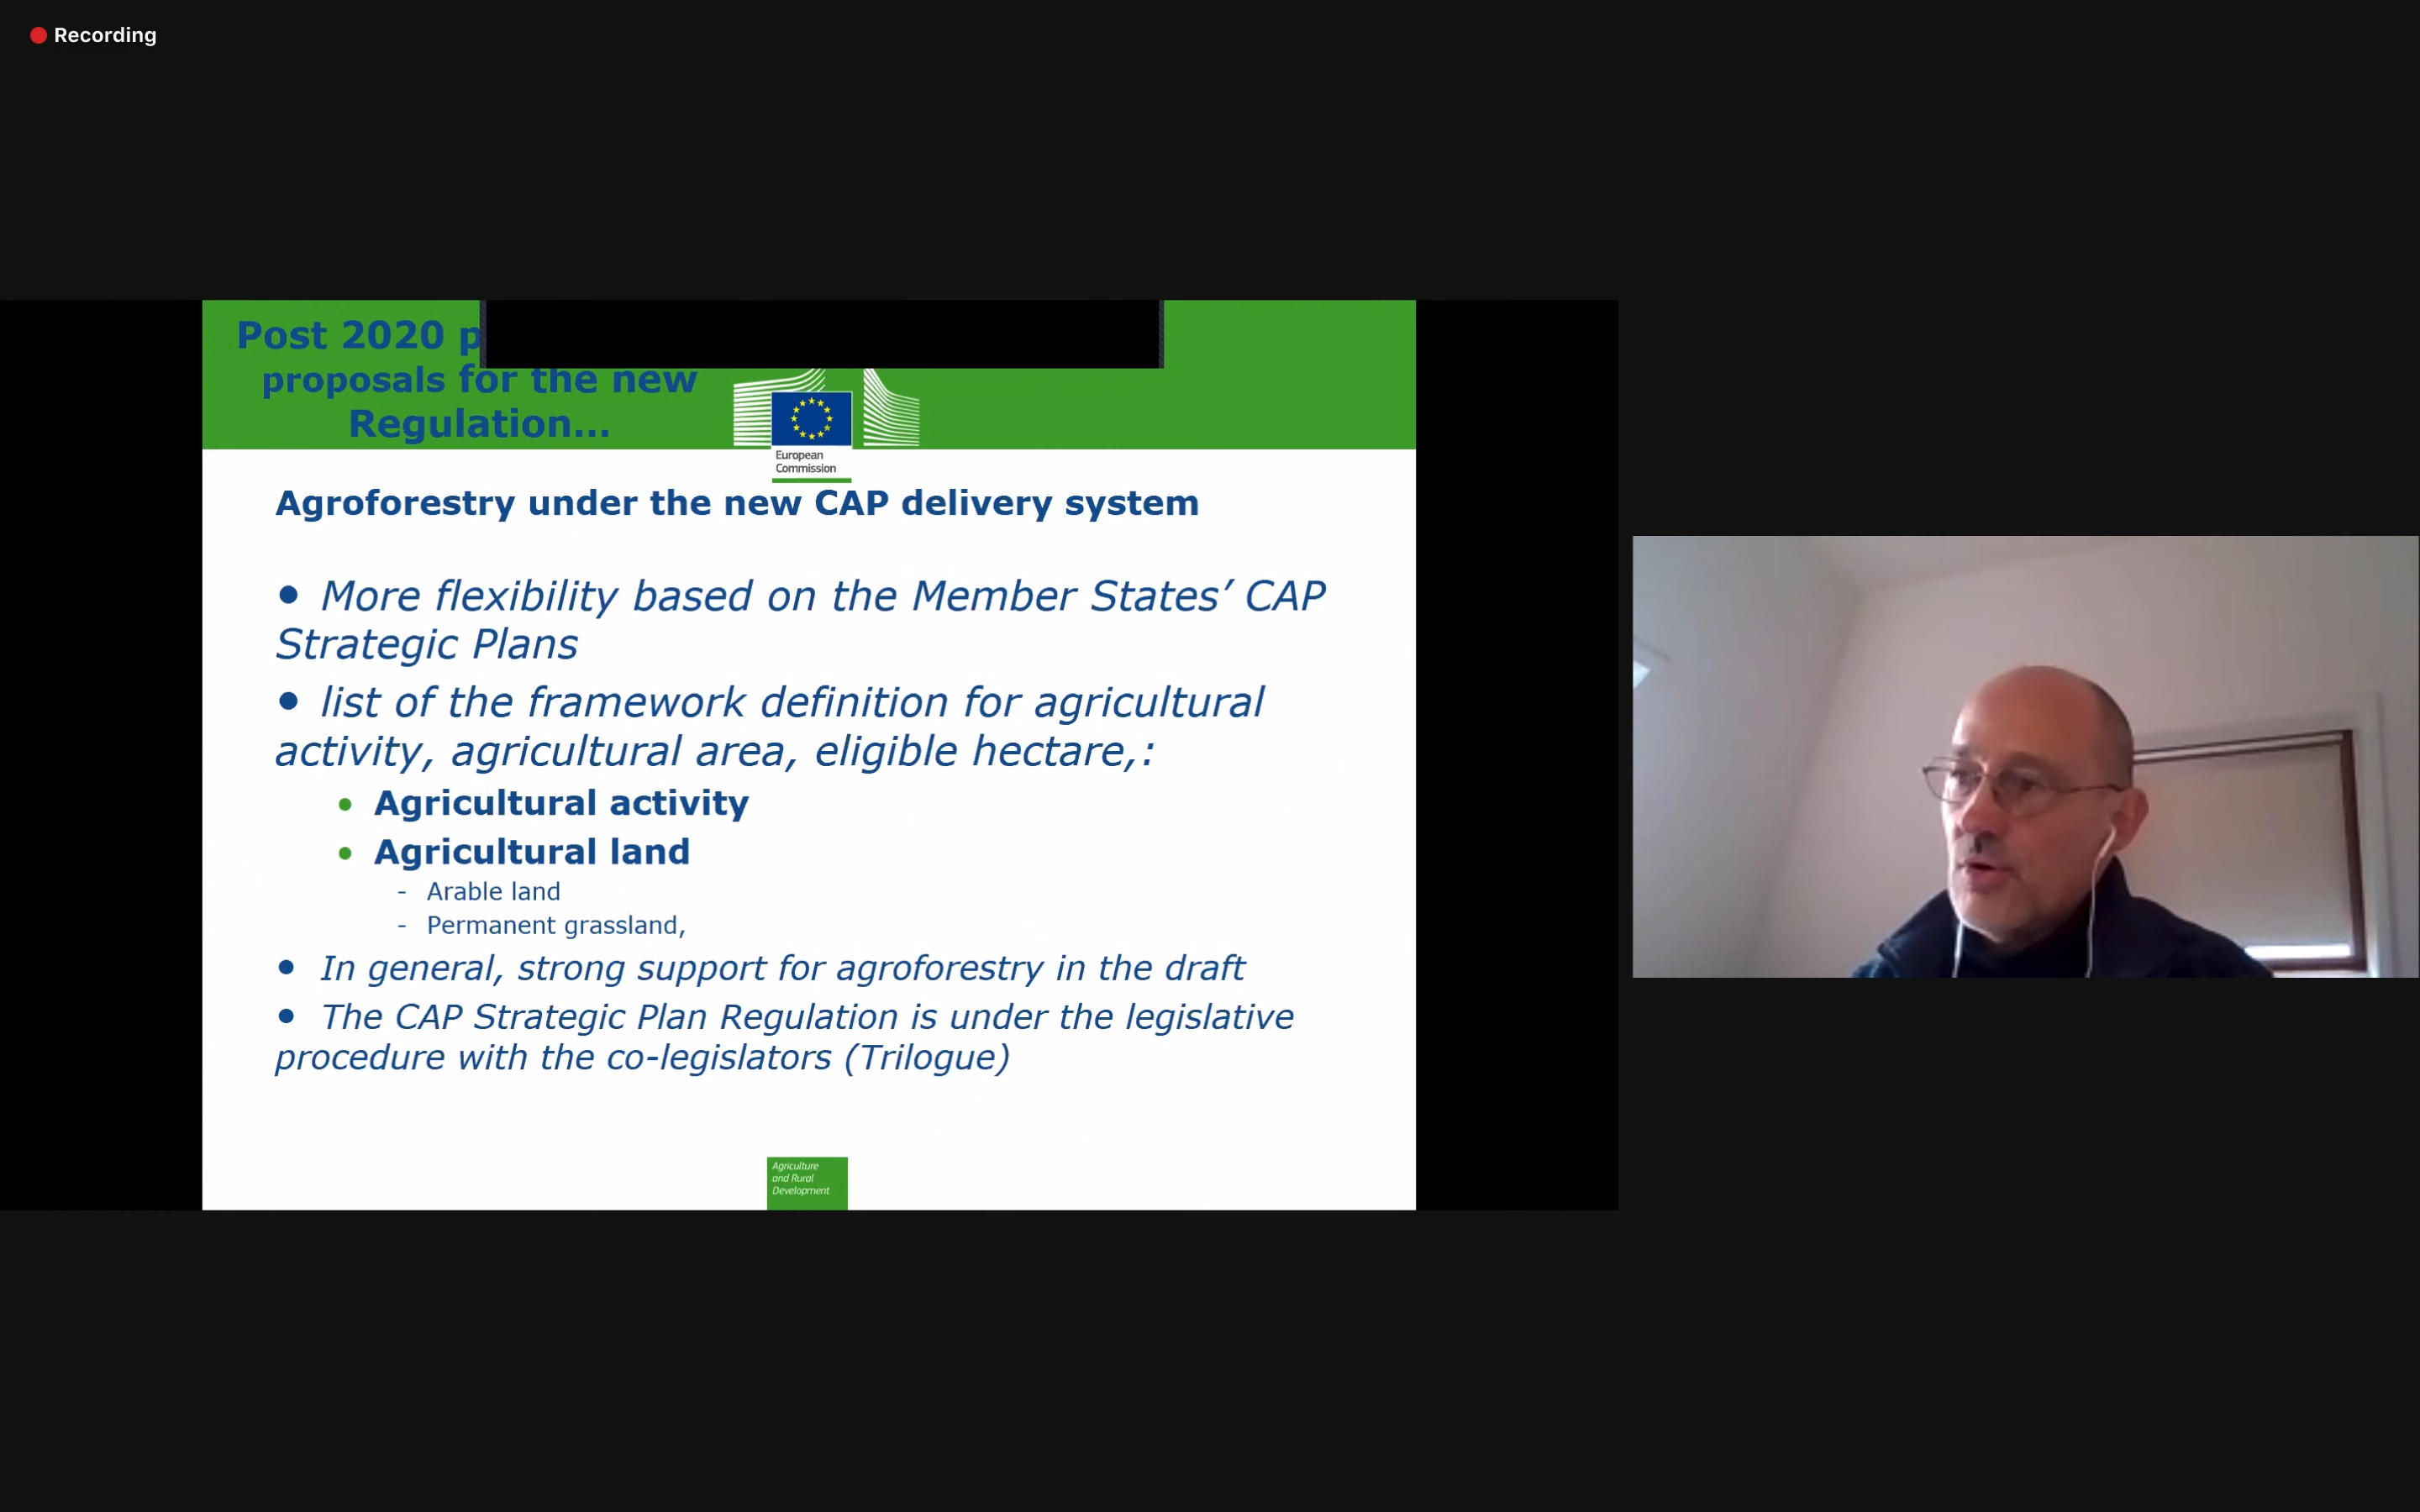 Recording
Post 2020
proposals for the new
Regulation...
European
Commission
Agroforestry under the new CAP delivery system
• More flexibility based on the Member States’ CAP
Strategic Plans
• list of the framework definition for agricultural
activity, agricultural area, eligible hectare,:
• Agricultural activity
• Agricultural land
- Arable land
- Permanent grassland,
• In general, strong support for agroforestry in the draft
• The CAP Strategic Plan Regulation is under the legislative
procedure with the co-legislators (Trilogue)
Agriculture
and Rural
Development